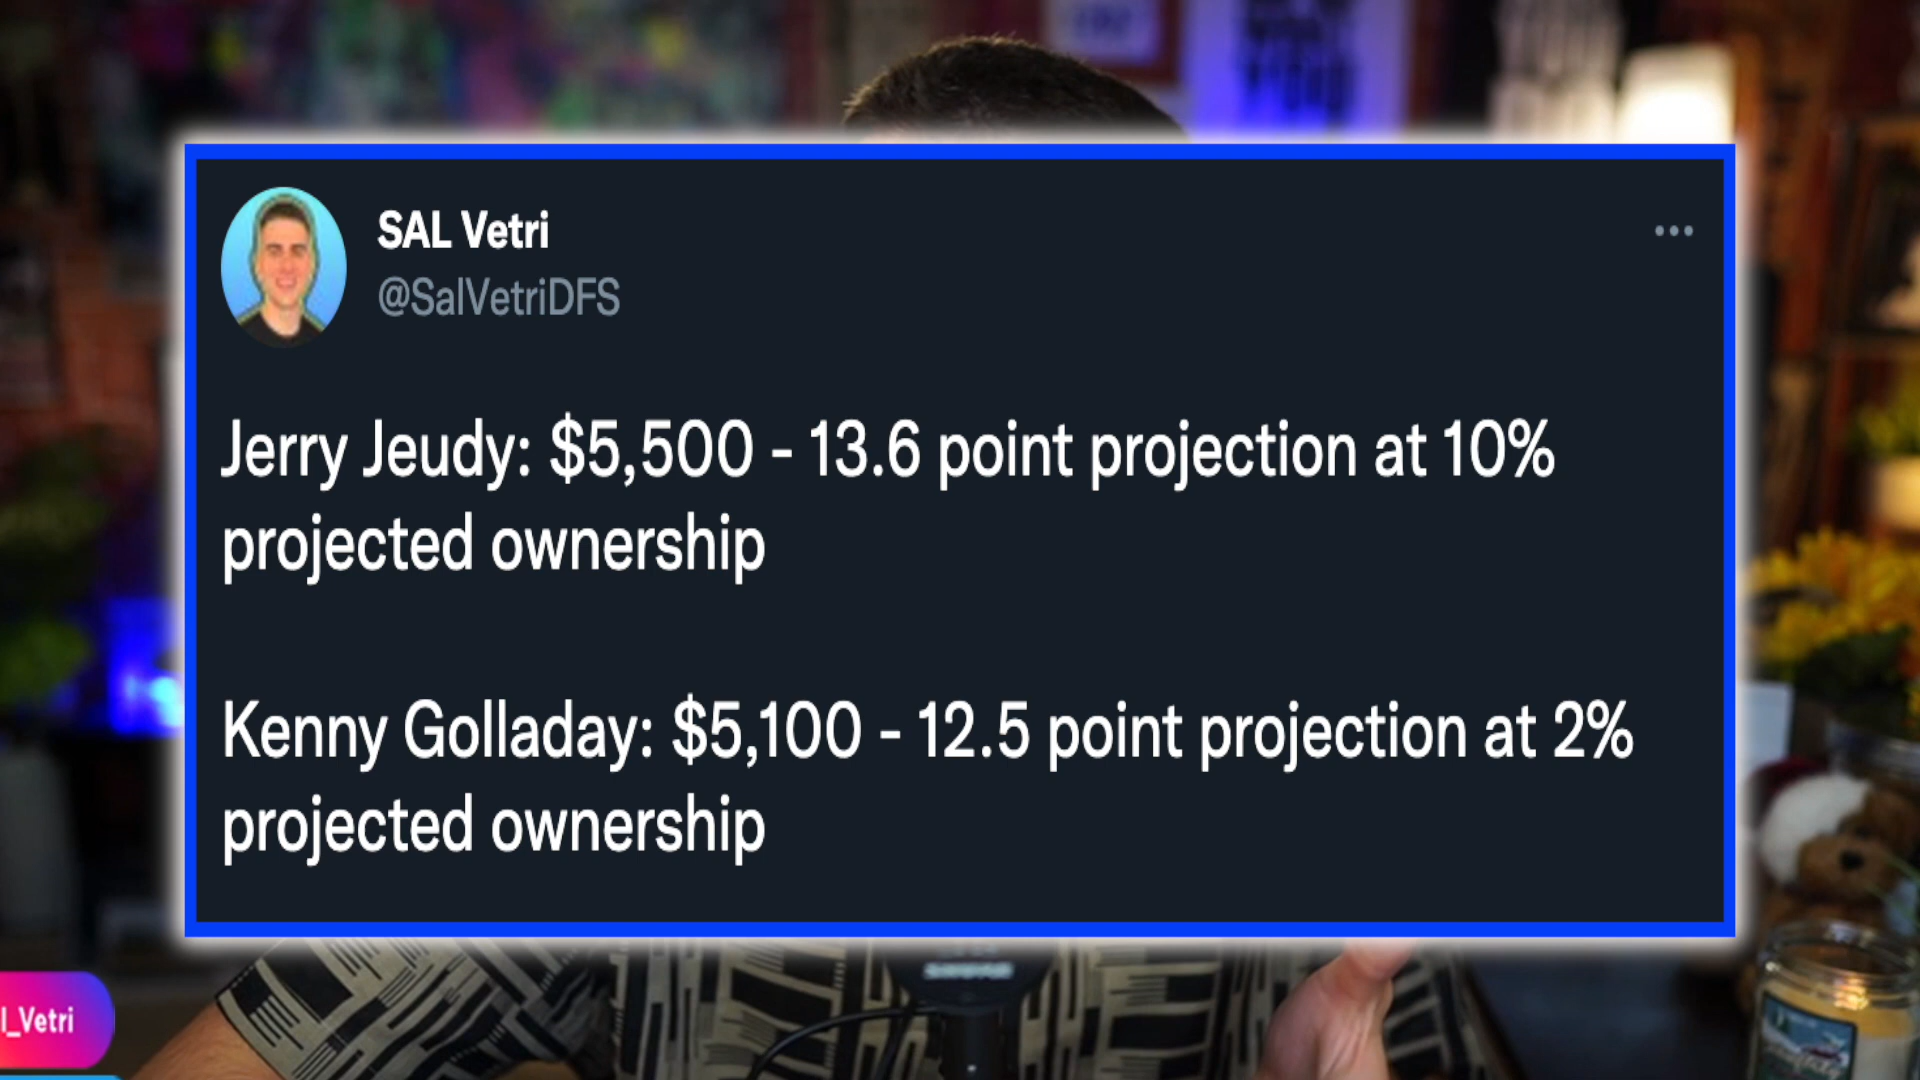 SAL Vetri
@SalVetriDFS
Jerry Jeudy: $5,500 - 13.6 point projection at 10%
projected ownership
Kenny Golladay: $5,100 - 12.5 point projection at 2%
projected ownership
l_Vetri